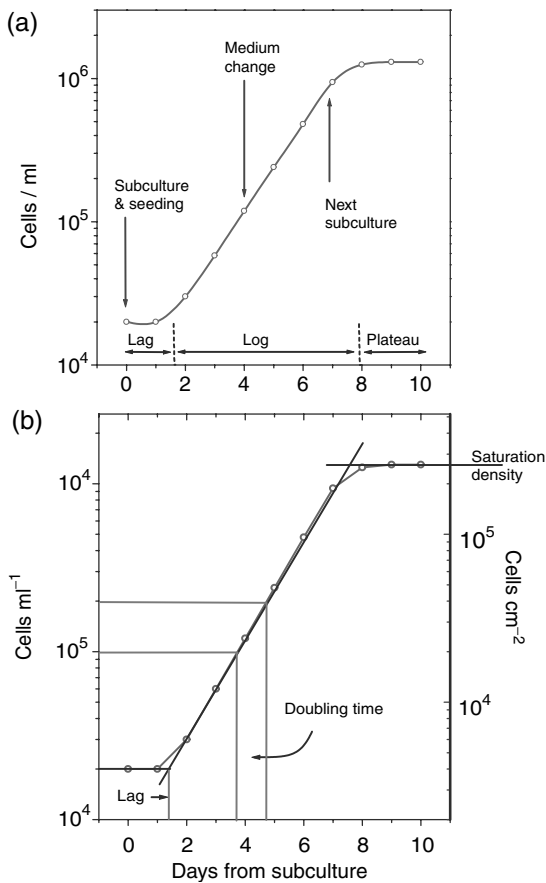 (a)
Medium
change
10⁶
Subculture
& seeding
Cells / ml
Next
subculture
10⁵
Lag
Log
Plateau
10⁴
0 2 4 6 8 10
(b)
Saturation
density
10⁴
10⁵
Cells ml⁻¹
Cells cm⁻²
10⁵
10⁴
Doubling time
Lag
10⁴
0 2 4 6 8 10
Days from subculture